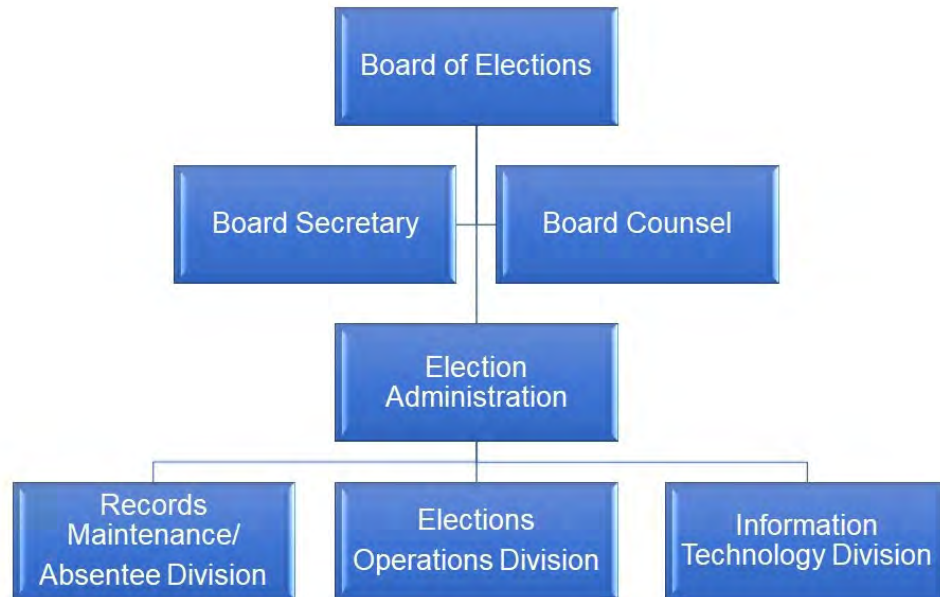 Board of Elections
Board Secretary
Board Counsel
Election
Administration
Records
Maintenance/
Absentee Division
Elections
Operations Division
Information
Technology Division